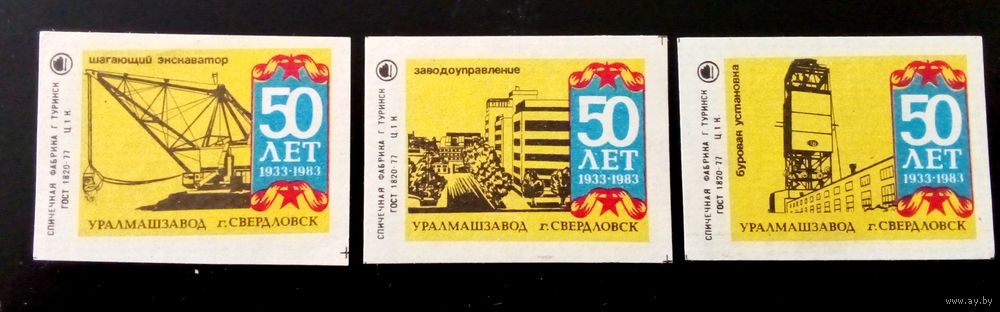 СПИЧЕЧНАЯ ФАБРИКА Г. ТУРИНСК
ГОСТ 1820-77 Ц. 1 К.
шагающий экскаватор
50
ЛЕТ
1933-1983
УРАЛМАШЗАВОД г. СВЕРДЛОВСК
СПИЧЕЧНАЯ ФАБРИКА Г. ТУРИНСК
ГОСТ 1820-77 Ц. 1 К.
заводоуправление
50
ЛЕТ
1933-1983
УРАЛМАШЗАВОД г. СВЕРДЛОВСК
СПИЧЕЧНАЯ ФАБРИКА Г. ТУРИНСК
ГОСТ 1820-77 Ц. 1 К.
буровая установка
50
ЛЕТ
1933-1983
УРАЛМАШЗАВОД г. СВЕРДЛОВСК
www.ay.by